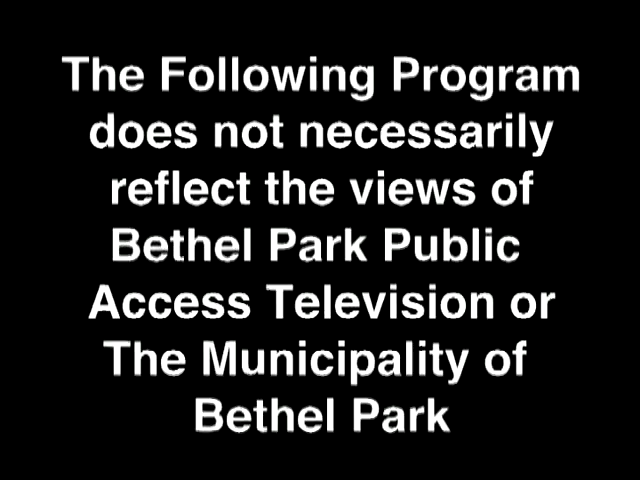 The Following Program
does not necessarily
reflect the views of
Bethel Park Public
Access Television or
The Municipality of
Bethel Park